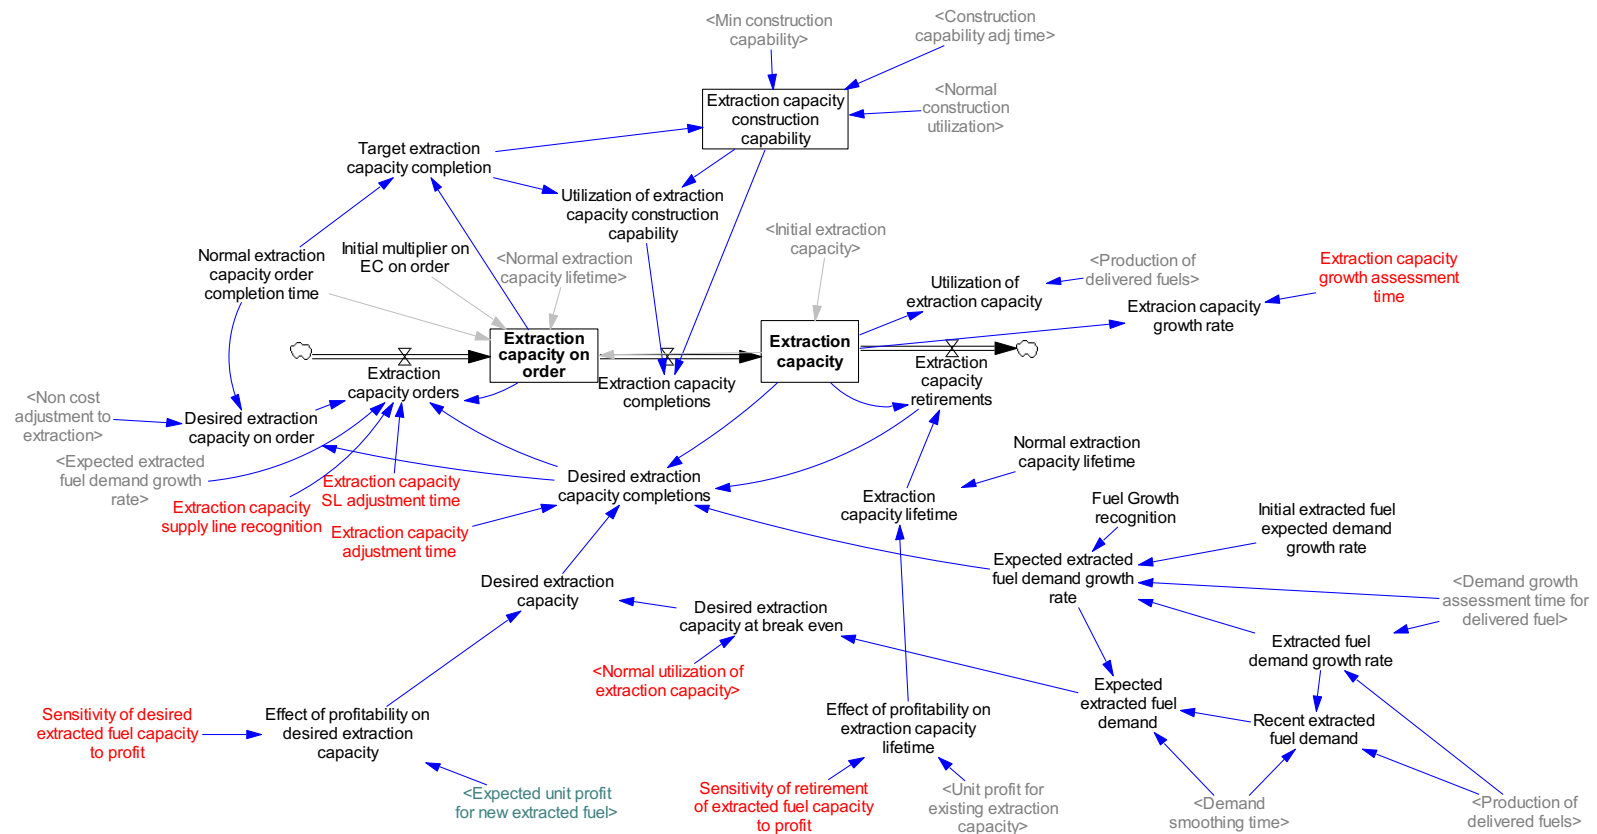 <Min construction
capability>
<Construction
capability adj time>
Extraction capacity
construction
capability
<Normal
construction
utilization>
Target extraction
capacity completion
Utilization of extraction
capacity construction
capability
<Initial extraction
capacity>
Normal extraction
capacity order
completion time
Initial multiplier on
EC on order
<Normal extraction
capacity lifetime>
Utilization of
extraction capacity
<Production of
delivered fuels>
Extraction capacity
growth assessment
time
Extracion capacity
growth rate
Extraction
capacity on
order
Extraction
capacity
Extraction
capacity orders
Extraction capacity
completions
Extraction
capacity
retirements
<Non cost
adjustment to
extraction>
Desired extraction
capacity on order
<Expected extracted
fuel demand growth
rate>
Extraction capacity
supply line recognition
Extraction capacity
SL adjustment time
Extraction capacity
adjustment time
Desired extraction
capacity completions
Normal extraction
capacity lifetime
Extraction
capacity lifetime
Fuel Growth
recognition
Initial extracted fuel
expected demand
growth rate
Expected extracted
fuel demand growth
rate
<Demand growth
assessment time for
delivered fuel>
Desired extraction
capacity
Desired extraction
capacity at break even
<Normal utilization of
extraction capacity>
Extracted fuel
demand growth rate
Expected
extracted fuel
demand
Recent extracted
fuel demand
Sensitivity of desired
extracted fuel capacity
to profit
Effect of profitability on
desired extraction
capacity
<Expected unit profit
for new extracted fuel>
Effect of profitability on
extraction capacity
lifetime
Sensitivity of retirement
of extracted fuel capacity
to profit
<Unit profit for
existing extraction
capacity>
<Demand
smoothing time>
<Production of
delivered fuels>